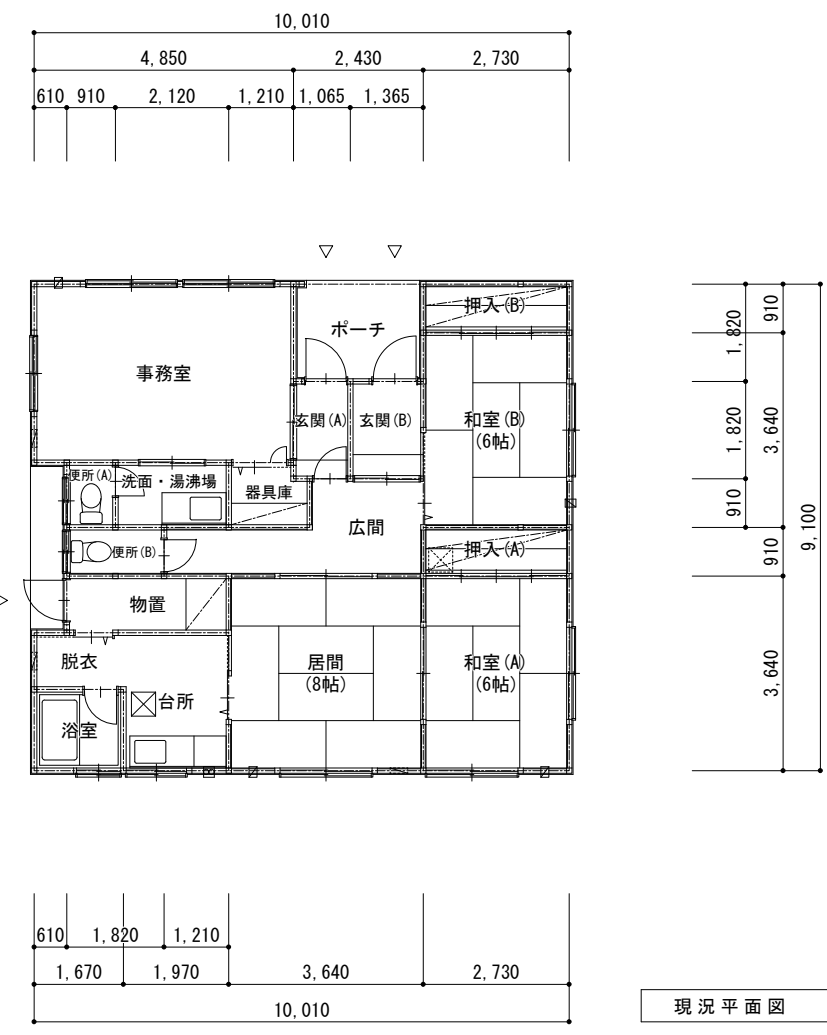 10,010
4,850 2,430 2,730
610 910 2,120 1,210 1,065 1,365
押入(B)
ポーチ
事務室
玄関(A) 玄関(B) 和室(B)
(6帖)
便所(A) 洗面・湯沸場
器具庫
広間
便所(B) 押入(A)
物置
脱衣 居間 和室(A)
(8帖) (6帖)
台所
浴室
910
1,820
3,640
1,820
910
910
9,100
3,640
610 1,820 1,210
1,670 1,970 3,640 2,730
10,010
現況平面図